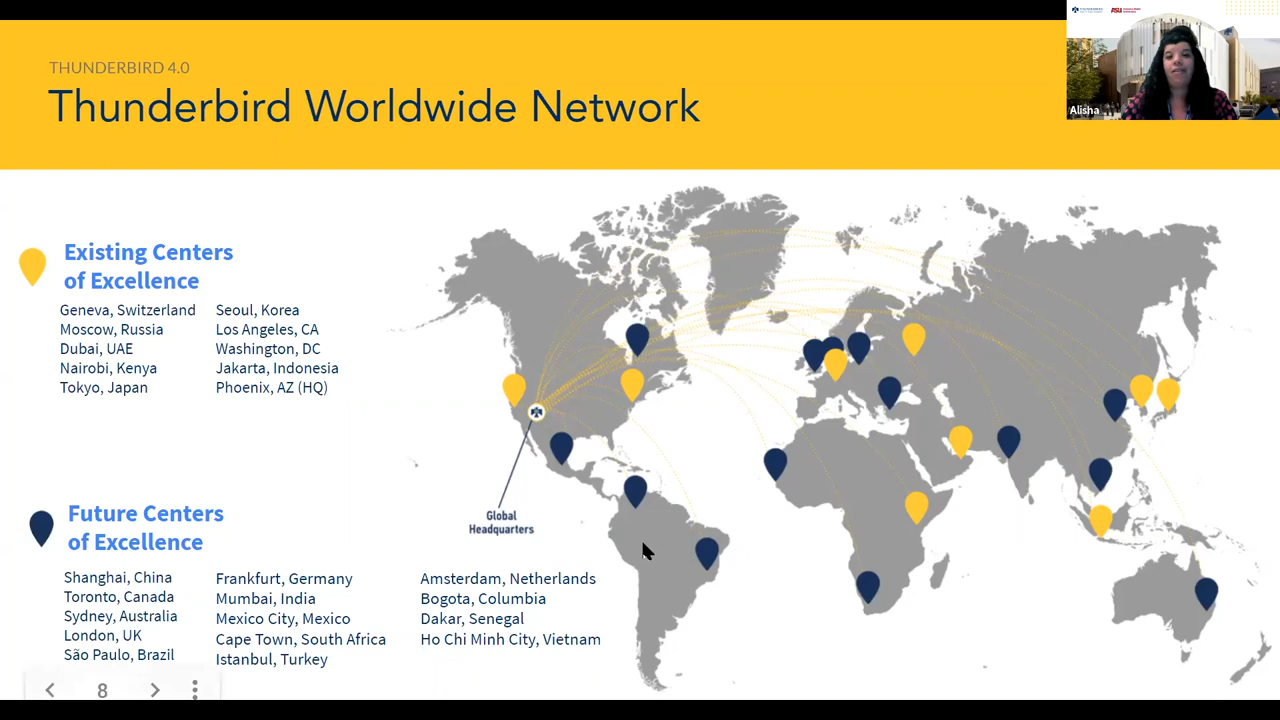 THUNDERBIRD 4.0
Thunderbird Worldwide Network
Alisha
Existing Centers
of Excellence
Geneva, Switzerland
Moscow, Russia
Dubai, UAE
Nairobi, Kenya
Tokyo, Japan
Seoul, Korea
Los Angeles, CA
Washington, DC
Jakarta, Indonesia
Phoenix, AZ (HQ)
Global
Headquarters
Future Centers
of Excellence
Shanghai, China
Toronto, Canada
Sydney, Australia
London, UK
São Paulo, Brazil
Frankfurt, Germany
Mumbai, India
Mexico City, Mexico
Cape Town, South Africa
Istanbul, Turkey
Amsterdam, Netherlands
Bogota, Columbia
Dakar, Senegal
Ho Chi Minh City, Vietnam
8